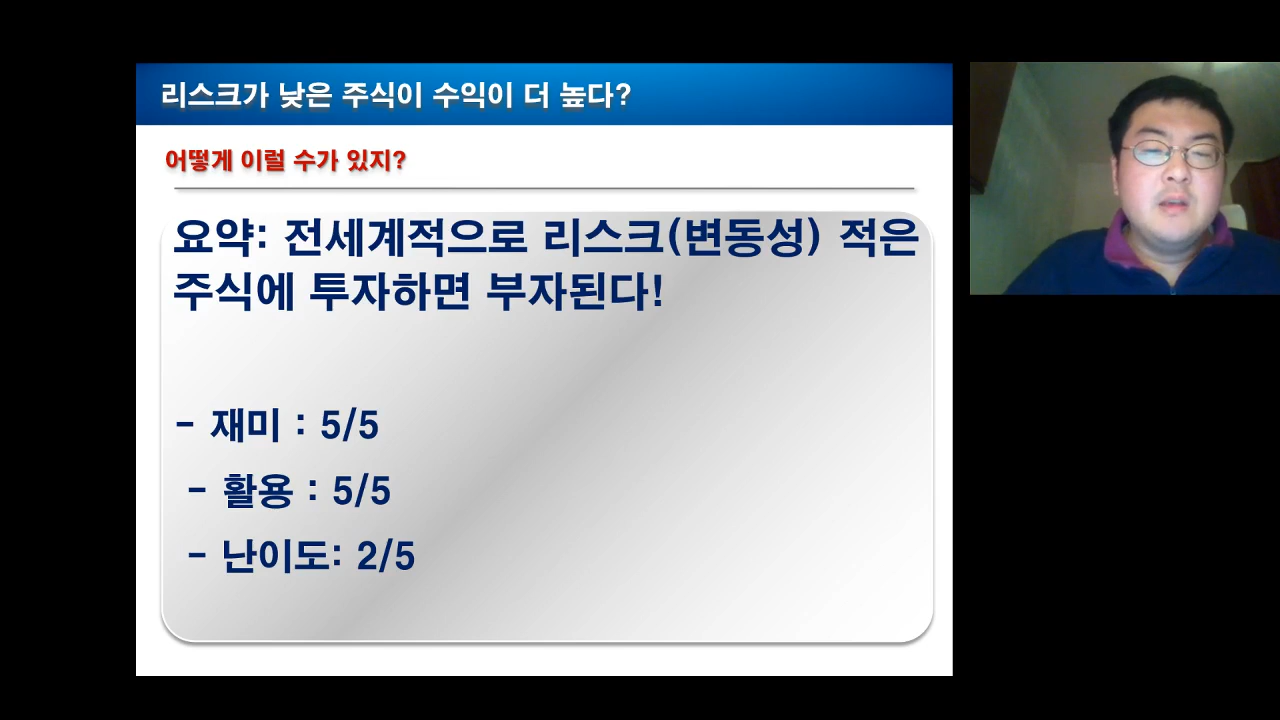 리스크가 낮은 주식이 수익이 더 높다?
어떻게 이럴 수가 있지?
요약: 전세계적으로 리스크(변동성) 적은
주식에 투자하면 부자된다!
- 재미 : 5/5
- 활용 : 5/5
- 난이도: 2/5